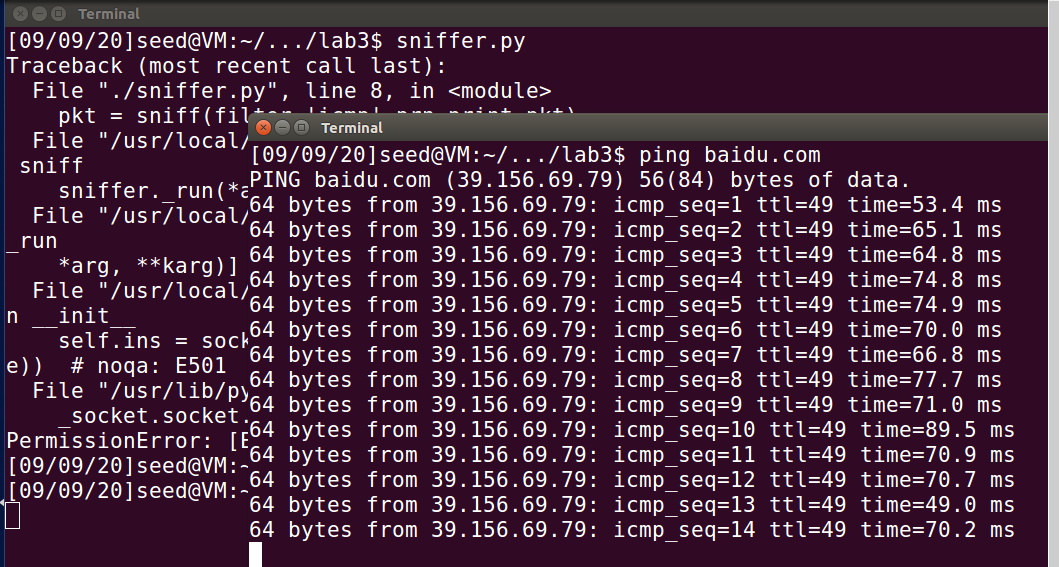 Terminal
[09/09/20]seed@VM:~/.../lab3$ sniffer.py
Traceback (most recent call last):
  File "./sniffer.py", line 8, in <module>
    pkt = sniff(filter='icmp',prn=print_pkt)
  File "/usr/local/
 sniff
    sniffer._run(*a
  File "/usr/local/
_run
    *arg, **karg)]
  File "/usr/local/
n __init__
    self.ins = sock
e))  # noqa: E501
  File "/usr/lib/py
    _socket.socket.
PermissionError: [E
[09/09/20]seed@VM:~
[09/09/20]seed@VM:~
Terminal
[09/09/20]seed@VM:~/.../lab3$ ping baidu.com
PING baidu.com (39.156.69.79) 56(84) bytes of data.
64 bytes from 39.156.69.79: icmp_seq=1 ttl=49 time=53.4 ms
64 bytes from 39.156.69.79: icmp_seq=2 ttl=49 time=65.1 ms
64 bytes from 39.156.69.79: icmp_seq=3 ttl=49 time=64.8 ms
64 bytes from 39.156.69.79: icmp_seq=4 ttl=49 time=74.8 ms
64 bytes from 39.156.69.79: icmp_seq=5 ttl=49 time=74.9 ms
64 bytes from 39.156.69.79: icmp_seq=6 ttl=49 time=70.0 ms
64 bytes from 39.156.69.79: icmp_seq=7 ttl=49 time=66.8 ms
64 bytes from 39.156.69.79: icmp_seq=8 ttl=49 time=77.7 ms
64 bytes from 39.156.69.79: icmp_seq=9 ttl=49 time=71.0 ms
64 bytes from 39.156.69.79: icmp_seq=10 ttl=49 time=89.5 ms
64 bytes from 39.156.69.79: icmp_seq=11 ttl=49 time=70.9 ms
64 bytes from 39.156.69.79: icmp_seq=12 ttl=49 time=70.7 ms
64 bytes from 39.156.69.79: icmp_seq=13 ttl=49 time=49.0 ms
64 bytes from 39.156.69.79: icmp_seq=14 ttl=49 time=70.2 ms